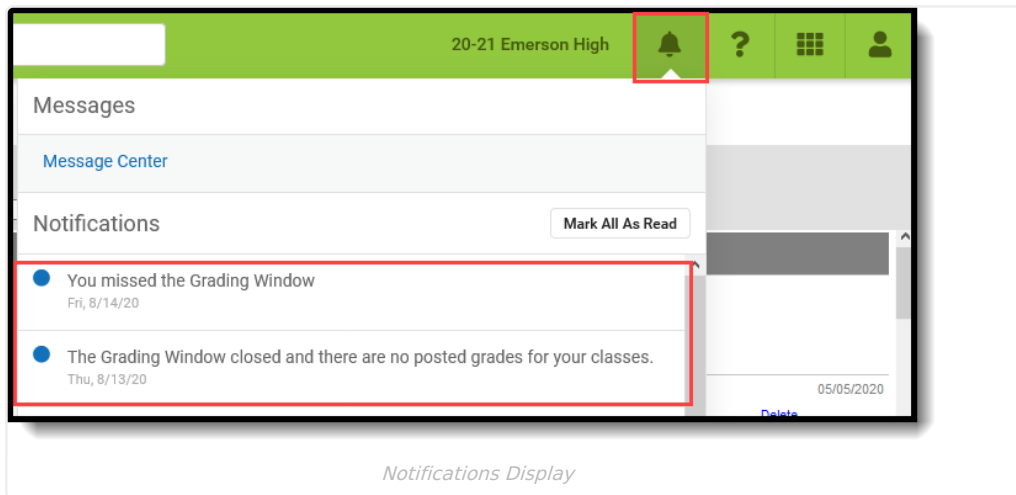 20-21 Emerson High
?
Messages
Message Center
Notifications
Mark All As Read
You missed the Grading Window
Fri, 8/14/20
The Grading Window closed and there are no posted grades for your classes.
Thu, 8/13/20
05/05/2020
Delete
Notifications Display